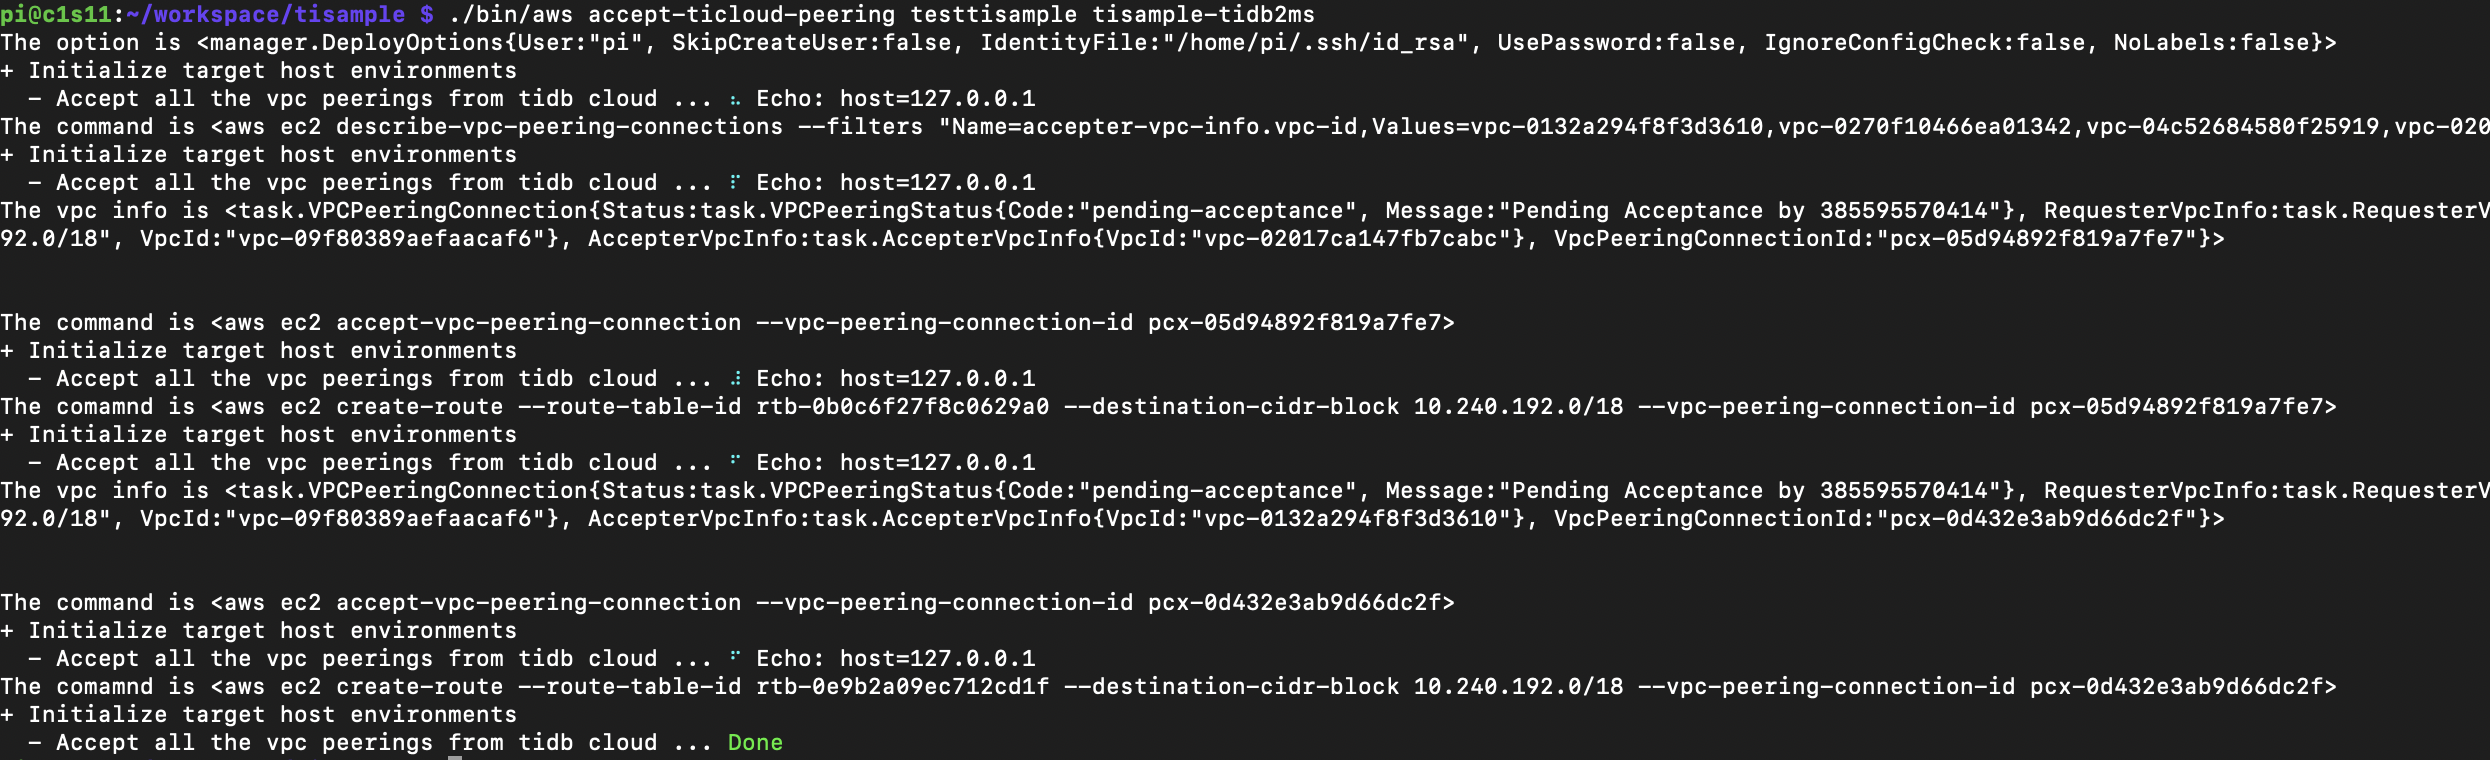 pi@c1s11:~/workspace/tisample $ ./bin/aws accept-ticloud-peering testtisample tisample-tidb2ms
The option is <manager.DeployOptions{User:"pi", SkipCreateUser:false, IdentityFile:"/home/pi/.ssh/id_rsa", UsePassword:false, IgnoreConfigCheck:false, NoLabels:false}>
+ Initialize target host environments
  - Accept all the vpc peerings from tidb cloud ... ⠦ Echo: host=127.0.0.1
The command is <aws ec2 describe-vpc-peering-connections --filters "Name=accepter-vpc-info.vpc-id,Values=vpc-0132a294f8f3d3610,vpc-0270f10466ea01342,vpc-04c52684580f25919,vpc-020
+ Initialize target host environments
  - Accept all the vpc peerings from tidb cloud ... ⠏ Echo: host=127.0.0.1
The vpc info is <task.VPCPeeringConnection{Status:task.VPCPeeringStatus{Code:"pending-acceptance", Message:"Pending Acceptance by 385595570414"}, RequesterVpcInfo:task.RequesterV
92.0/18", VpcId:"vpc-09f80389aefaacaf6"}, AccepterVpcInfo:task.AccepterVpcInfo{VpcId:"vpc-02017ca147fb7cabc"}, VpcPeeringConnectionId:"pcx-05d94892f819a7fe7"}>
The command is <aws ec2 accept-vpc-peering-connection --vpc-peering-connection-id pcx-05d94892f819a7fe7>
+ Initialize target host environments
  - Accept all the vpc peerings from tidb cloud ... ⠼ Echo: host=127.0.0.1
The comamnd is <aws ec2 create-route --route-table-id rtb-0b0c6f27f8c0629a0 --destination-cidr-block 10.240.192.0/18 --vpc-peering-connection-id pcx-05d94892f819a7fe7>
+ Initialize target host environments
  - Accept all the vpc peerings from tidb cloud ... ⠋ Echo: host=127.0.0.1
The vpc info is <task.VPCPeeringConnection{Status:task.VPCPeeringStatus{Code:"pending-acceptance", Message:"Pending Acceptance by 385595570414"}, RequesterVpcInfo:task.RequesterV
92.0/18", VpcId:"vpc-09f80389aefaacaf6"}, AccepterVpcInfo:task.AccepterVpcInfo{VpcId:"vpc-0132a294f8f3d3610"}, VpcPeeringConnectionId:"pcx-0d432e3ab9d66dc2f"}>
The command is <aws ec2 accept-vpc-peering-connection --vpc-peering-connection-id pcx-0d432e3ab9d66dc2f>
+ Initialize target host environments
  - Accept all the vpc peerings from tidb cloud ... ⠋ Echo: host=127.0.0.1
The comamnd is <aws ec2 create-route --route-table-id rtb-0e9b2a09ec712cd1f --destination-cidr-block 10.240.192.0/18 --vpc-peering-connection-id pcx-0d432e3ab9d66dc2f>
+ Initialize target host environments
  - Accept all the vpc peerings from tidb cloud ... Done